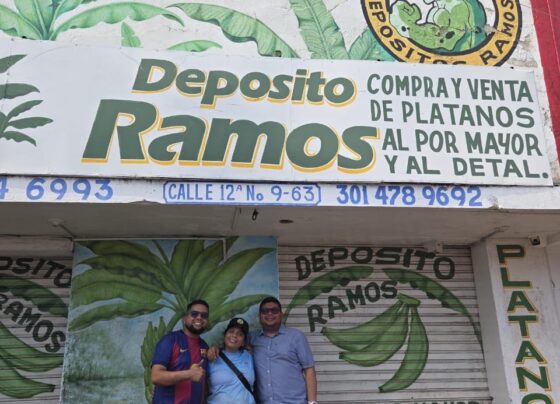 RAMOS
DEPOSITOS
Deposito
Ramos
COMPRA Y VENTA
DE PLATANOS
AL POR MAYOR
Y AL DETAL.
4 6993
(CALLE 12ª Nº 9-63)
301 478 9692
DEPOSITO
RAMOS
DEPOSITO
RAMOS
PLATANO